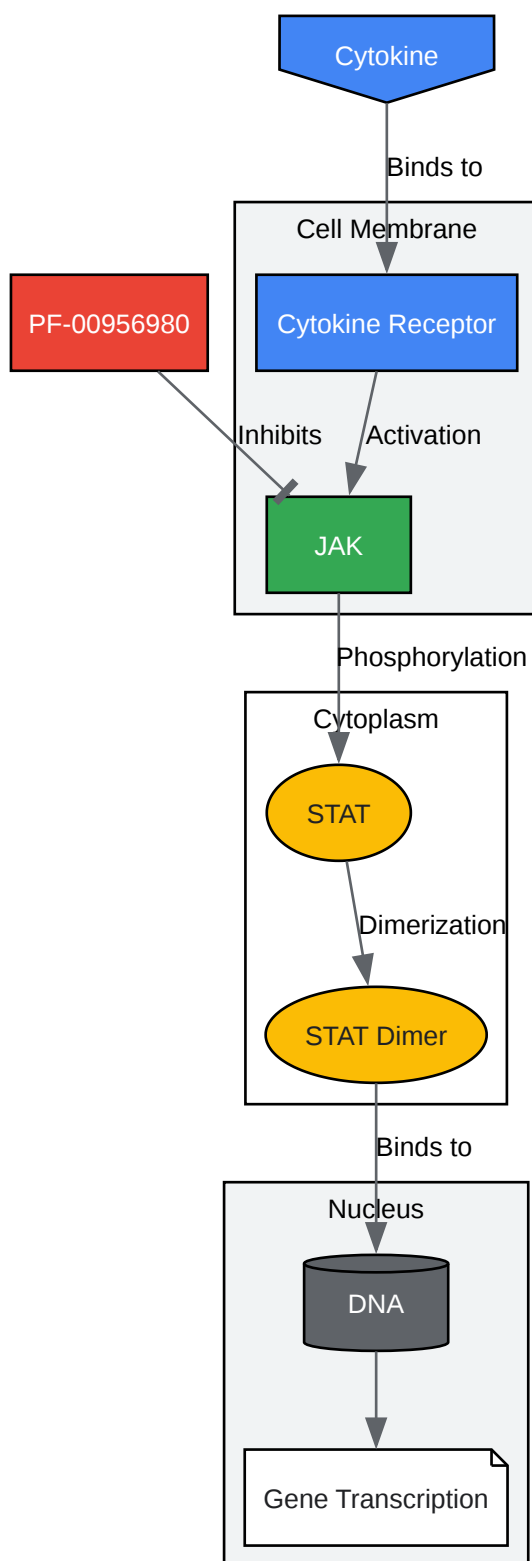 Cytokine
Binds to
Cell Membrane
PF-00956980
Cytokine Receptor
Inhibits
Activation
JAK
Phosphorylation
Cytoplasm
STAT
Dimerization
STAT Dimer
Binds to
Nucleus
DNA
Gene Transcription